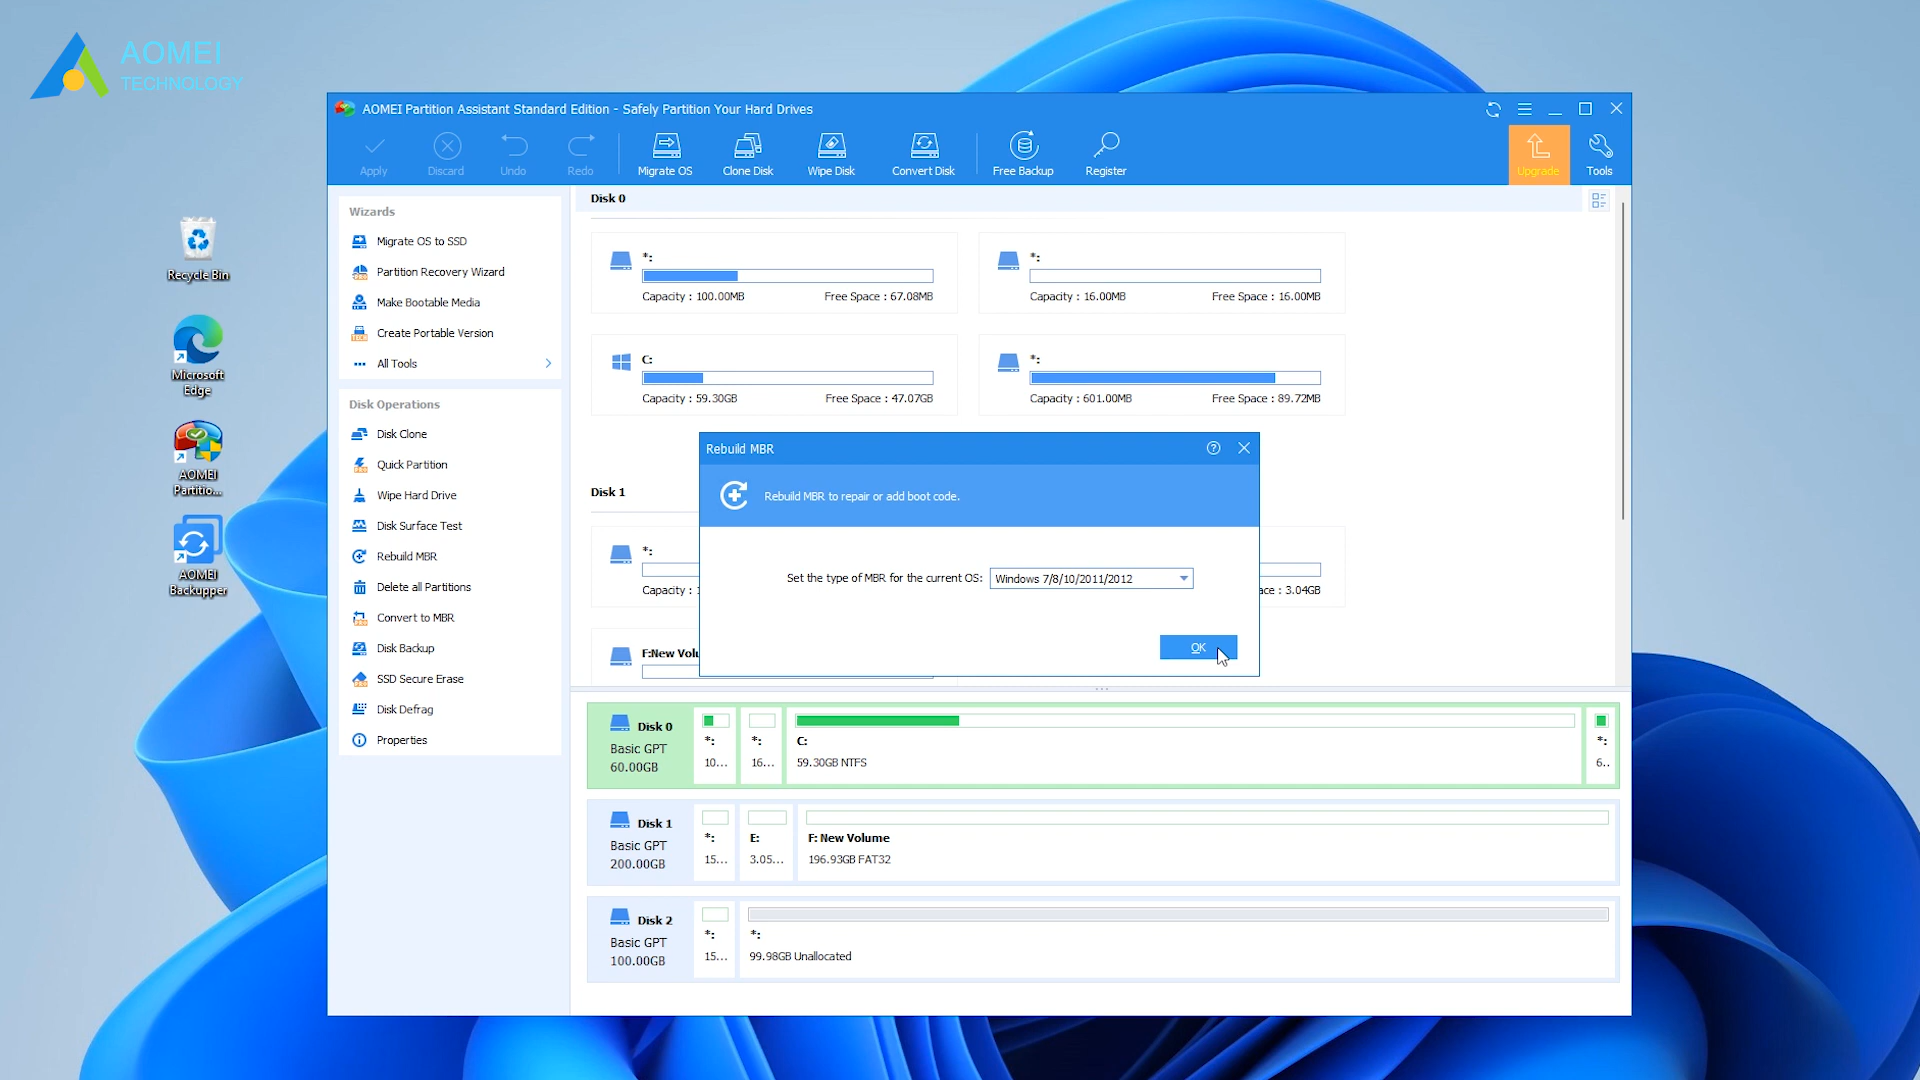 AOMEI
TECHNOLOGY
Recycle Bin
Microsoft
Edge
AOMEI
Partitio...
AOMEI
Backupper
AOMEI Partition Assistant Standard Edition - Safely Partition Your Hard Drives
Apply
Discard
Undo
Redo
Migrate OS
Clone Disk
Wipe Disk
Convert Disk
Free Backup
Register
Upgrade
Tools
Wizards
Migrate OS to SSD
Partition Recovery Wizard
Make Bootable Media
Create Portable Version
All Tools
Disk Operations
Disk Clone
Quick Partition
Wipe Hard Drive
Disk Surface Test
Rebuild MBR
Delete all Partitions
Convert to MBR
Disk Backup
SSD Secure Erase
Disk Defrag
Properties
Disk 0
*:
Capacity : 100.00MB Free Space : 67.08MB
*:
Capacity : 16.00MB Free Space : 16.00MB
C:
Capacity : 59.30GB Free Space : 47.07GB
*:
Capacity : 601.00MB Free Space : 89.72MB
Disk 1
*:
Capacity : 1
ace : 3.04GB
F:New Volu
Rebuild MBR
Rebuild MBR to repair or add boot code.
Set the type of MBR for the current OS: Windows 7/8/10/2011/2012
OK
Disk 0
Basic GPT
60.00GB
*:
10...
*:
16...
C:
59.30GB NTFS
*:
6..
Disk 1
Basic GPT
200.00GB
*:
15...
E:
3.05...
F: New Volume
196.93GB FAT32
Disk 2
Basic GPT
100.00GB
*:
15...
*:
99.98GB Unallocated